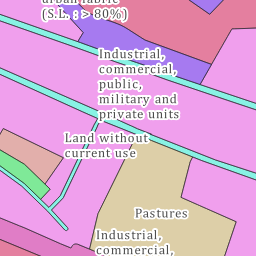 urban fabric
(S.L. : > 80%)
Industrial,
commercial,
public,
military and
private units
Land without
current use
Pastures
Industrial,
commercial,